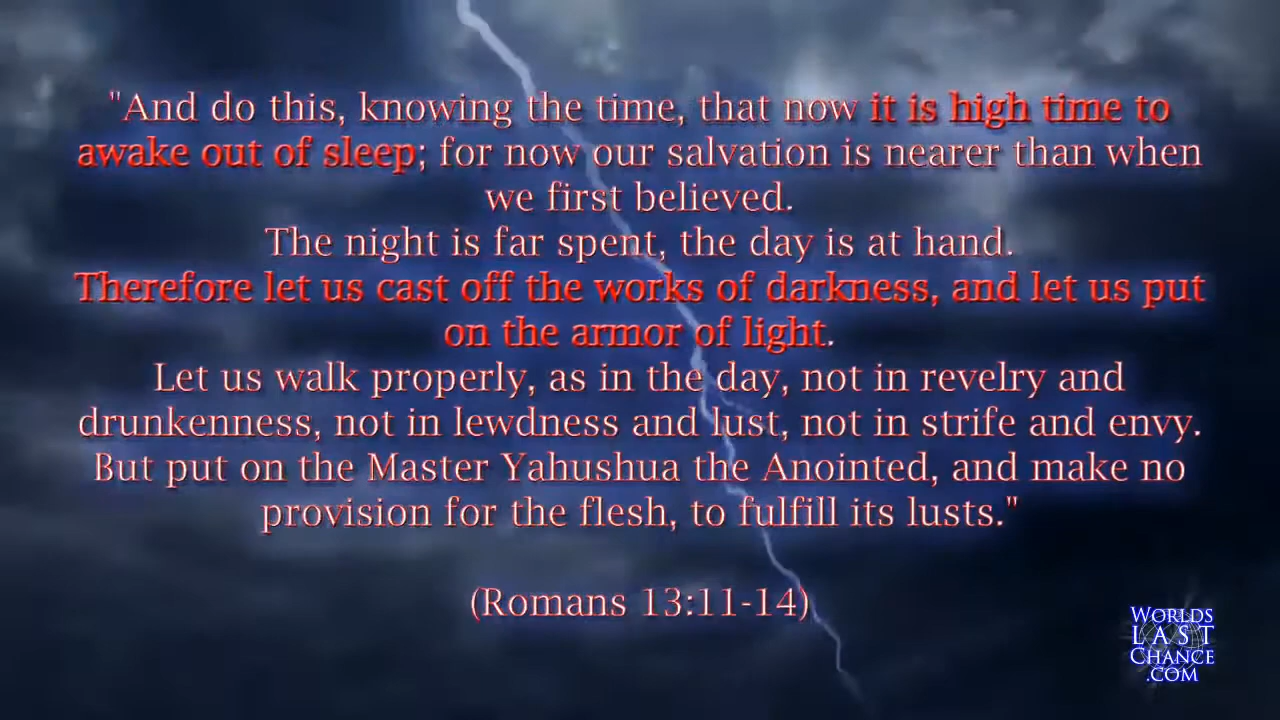 "And do this, knowing the time, that now it is high time to
awake out of sleep; for now our salvation is nearer than when
we first believed.
The night is far spent, the day is at hand.
Therefore let us cast off the works of darkness, and let us put
on the armor of light.
Let us walk properly, as in the day, not in revelry and
drunkenness, not in lewdness and lust, not in strife and envy.
But put on the Master Yahushua the Anointed, and make no
provision for the flesh, to fulfill its lusts."
(Romans 13:11-14)
WORLDS
LAST
CHANCE
.COM